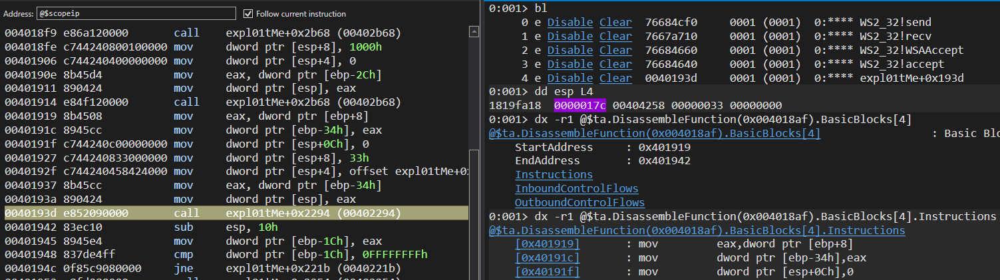 Address: @$scopeip Follow current instruction
004018f9 e86a120000 call expl01tMe+0x2b68 (00402b68)
004018fe c744240800100000 mov dword ptr [esp+8], 1000h
00401906 c744240400000000 mov dword ptr [esp+4], 0
0040190e 8b45d4 mov eax, dword ptr [ebp-2Ch]
00401911 890424 mov dword ptr [esp], eax
00401914 e84f120000 call expl01tMe+0x2b68 (00402b68)
00401919 8b4508 mov eax, dword ptr [ebp+8]
0040191c 8945cc mov dword ptr [ebp-34h], eax
0040191f c744240c00000000 mov dword ptr [esp+0Ch], 0
00401927 c744240833000000 mov dword ptr [esp+8], 33h
0040192f c744240458424000 mov dword ptr [esp+4], offset expl01tMe+0x
00401937 8b45cc mov eax, dword ptr [ebp-34h]
0040193a 890424 mov dword ptr [esp], eax
0040193d e852090000 call expl01tMe+0x2294 (00402294)
00401942 83ec10 sub esp, 10h
00401945 8945e4 mov dword ptr [ebp-1Ch], eax
00401948 837de4ff cmp dword ptr [ebp-1Ch], 0FFFFFFFFh
0040194c 0f85c9080000 jne expl01tMe+0x221b (0040221b)
0:001> bl
0 e Disable Clear 76684cf0 0001 (0001) 0:**** WS2_32!send
1 e Disable Clear 7667a710 0001 (0001) 0:**** WS2_32!recv
2 e Disable Clear 76684660 0001 (0001) 0:**** WS2_32!WSAAccept
3 e Disable Clear 76684640 0001 (0001) 0:**** WS2_32!accept
4 e Disable Clear 0040193d 0001 (0001) 0:**** expl01tMe+0x193d
0:001> dd esp L4
1819fa18 0000017c 00404258 00000033 00000000
0:001> dx -r1 @$ta.DisassembleFunction(0x004018af).BasicBlocks[4]
@$ta.DisassembleFunction(0x004018af).BasicBlocks[4] : Basic Blo
StartAddress : 0x401919
EndAddress : 0x401942
Instructions
InboundControlFlows
OutboundControlFlows
0:001> dx -r1 @$ta.DisassembleFunction(0x004018af).BasicBlocks[4].Instructions
@$ta.DisassembleFunction(0x004018af).BasicBlocks[4].Instructions
[0x401919] : mov eax,dword ptr [ebp+8]
[0x40191c] : mov dword ptr [ebp-34h],eax
[0x40191f] : mov dword ptr [esp+0Ch],0